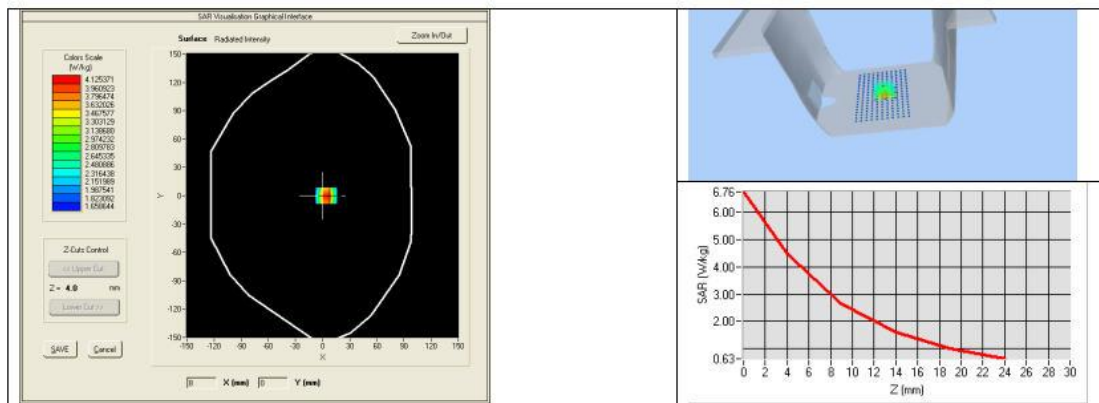 SAR Visualisation Graphical Interface
Surface: Radiated Intensity
Zoom In/Out
Colors Scale
(W/kg)
4.125371
3.960923
3.796474
3.632026
3.467577
3.303129
3.138680
2.974232
2.809783
2.645335
2.480886
2.316438
2.151989
1.987541
1.823092
1.658644
Z-Cuts Control
<< Upper Cut
Z = 4.0 mm
Lower Cut >>
SAVE Cancel
150
120
90
60
30
0
-30
-60
-90
-120
-150
Y
-150 -120 -90 -60 -30 0 30 60 90 120 150
X
8 X (mm) 0 Y (mm)
6.76
6.00
5.00
4.00
3.00
2.00
0.63
SAR (W/kg)
0 2 4 6 8 10 12 14 16 18 20 22 24 26 28 30
Z (mm)